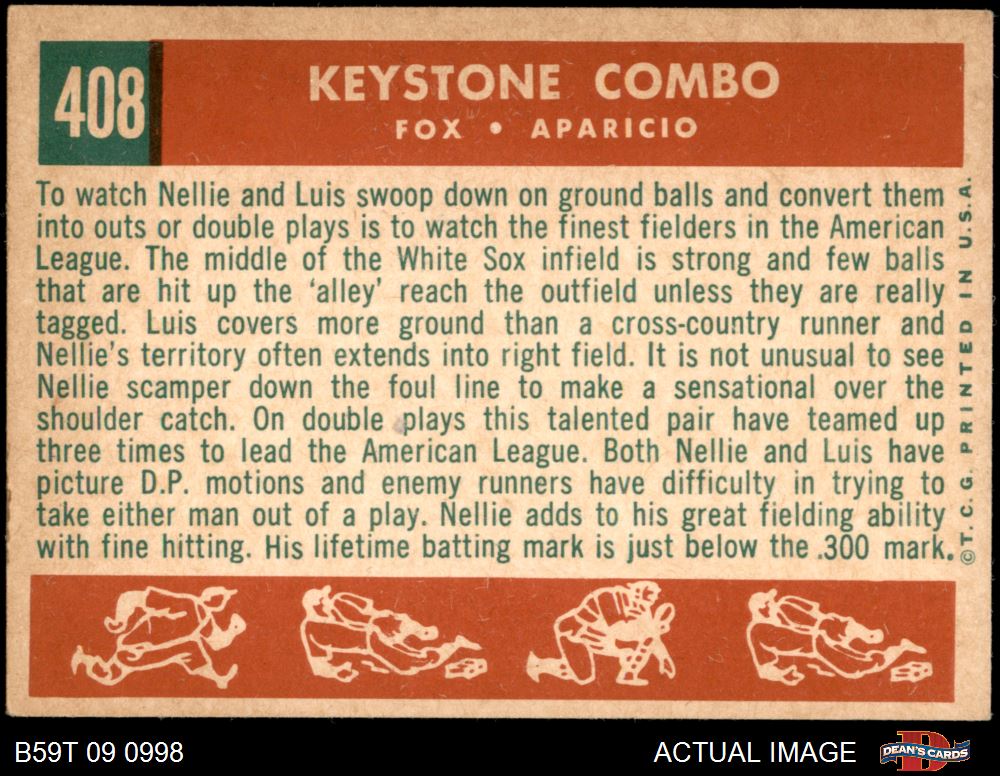 408
KEYSTONE COMBO
FOX • APARICIO
To watch Nellie and Luis swoop down on ground balls and convert them
into outs or double plays is to watch the finest fielders in the American
League. The middle of the White Sox infield is strong and few balls
that are hit up the ‘alley’ reach the outfield unless they are really
tagged. Luis covers more ground than a cross-country runner and
Nellie’s territory often extends into right field. It is not unusual to see
Nellie scamper down the foul line to make a sensational over the
shoulder catch. On double plays this talented pair have teamed up
three times to lead the American League. Both Nellie and Luis have
picture D.P. motions and enemy runners have difficulty in trying to
take either man out of a play. Nellie adds to his great fielding ability
with fine hitting. His lifetime batting mark is just below the .300 mark.
©T.C.G. PRINTED IN U.S.A.
B59T 09 0998
ACTUAL IMAGE
D
DEAN'S CARDS